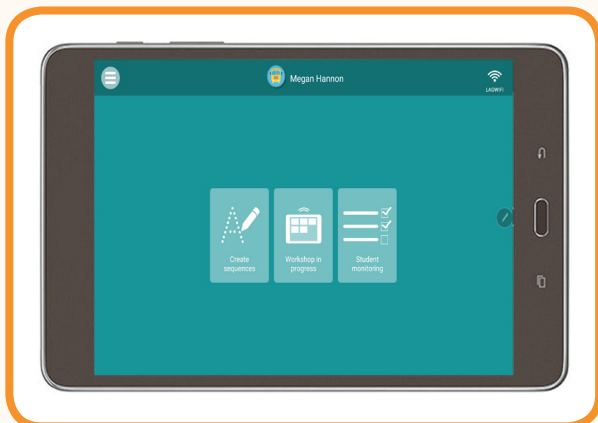 Megan Hannon
LAGWIFI
Create
sequences
Workshop in
progress
Student
monitoring